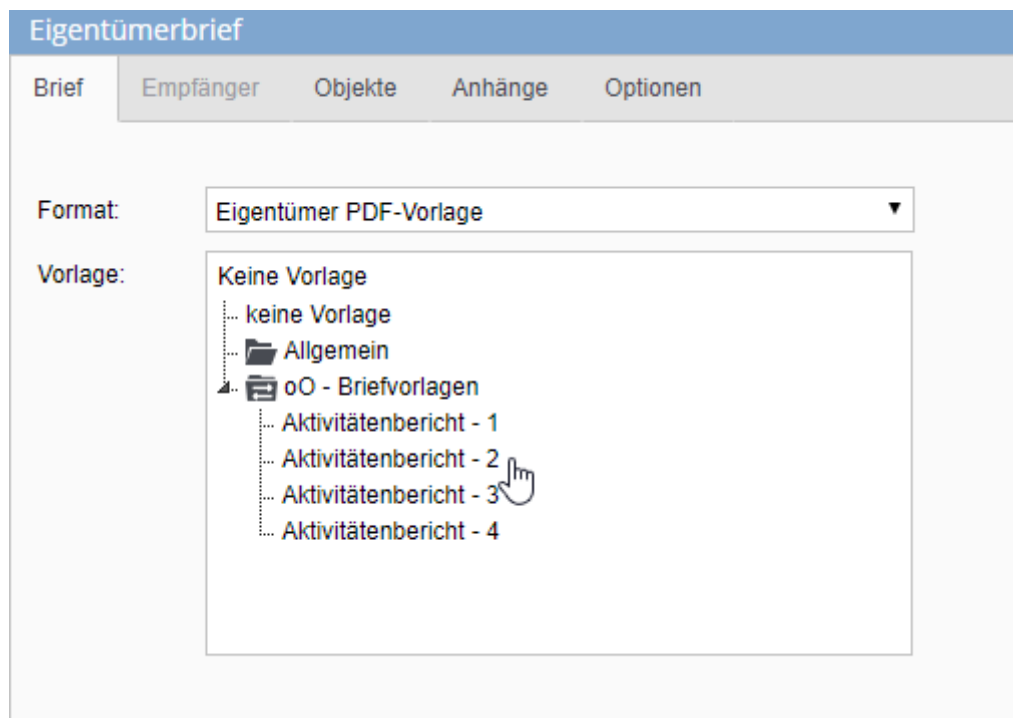 Eigentümerbrief
Brief Empfänger Objekte Anhänge Optionen
Format: Eigentümer PDF-Vorlage
Vorlage: Keine Vorlage
keine Vorlage
Allgemein
oO - Briefvorlagen
Aktivitätenbericht - 1
Aktivitätenbericht - 2
Aktivitätenbericht - 3
Aktivitätenbericht - 4